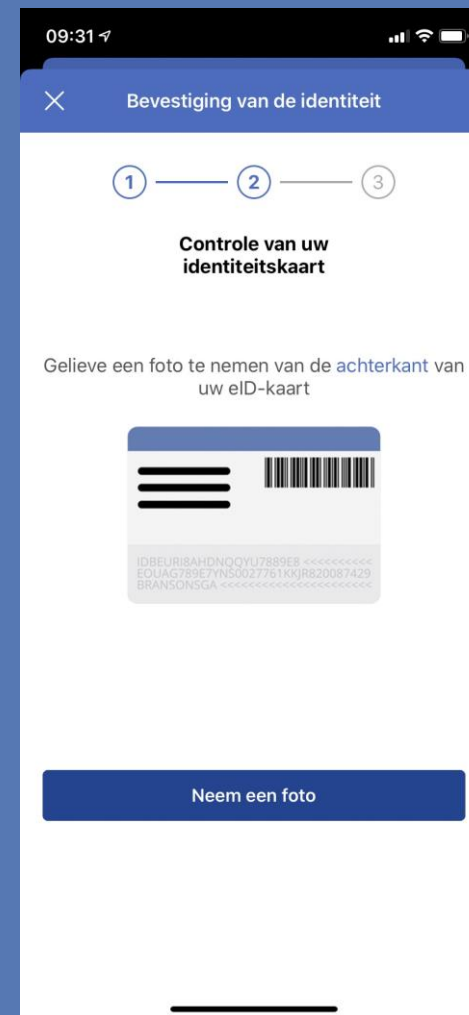 09:31
Bevestiging van de identiteit
1
2
3
Controle van uw
identiteitskaart
Gelieve een foto te nemen van de achterkant van
uw eID-kaart
IDBEURI8AHDNQQYU7889E8 <<<<<<<<<<
EOUAG789E7YNS0027761KKJR820087429
BRANSONSGA <<<<<<<<<<<<<<<<<<<<<<<
Neem een foto